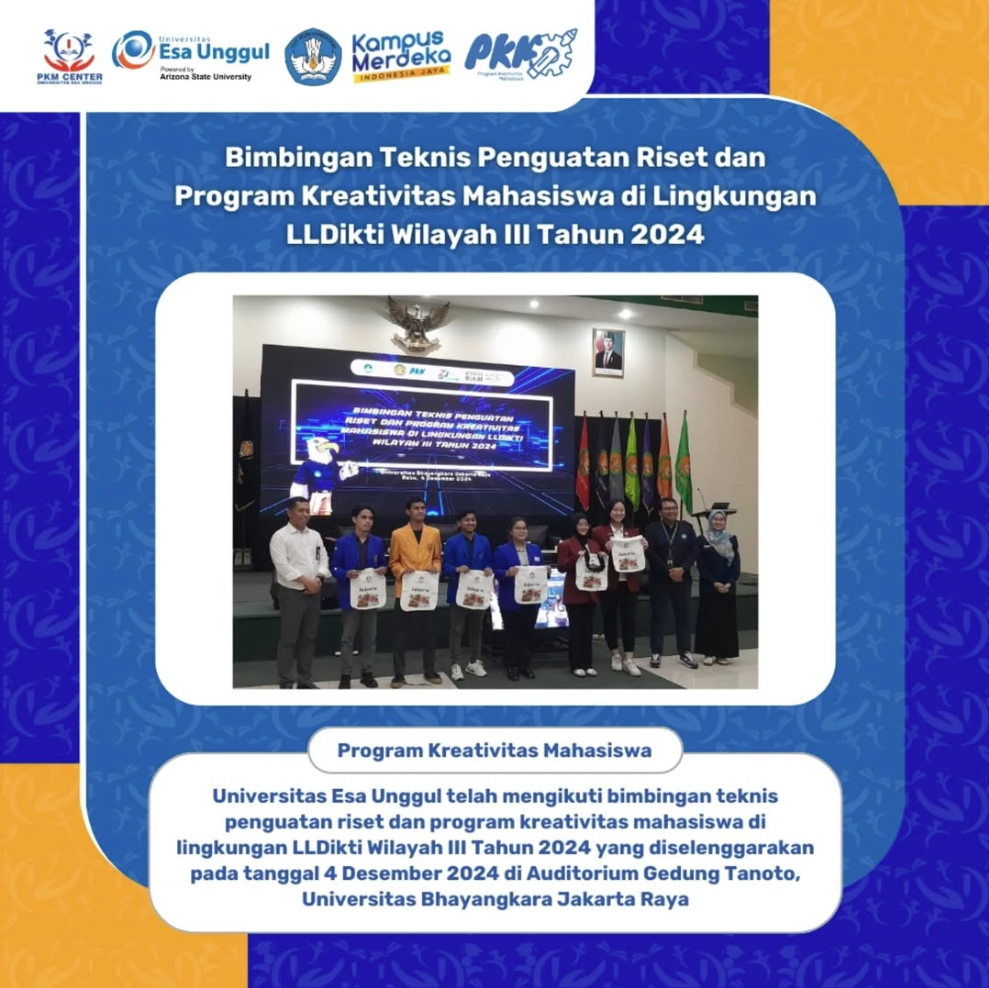 PKM CENTER
UNIVERSITAS ESA UNGGUL
Universitas
Esa Unggul
Powered by
Arizona State University
Kampus
Merdeka
INDONESIA JAYA
PKM
Program Kreativitas
Mahasiswa
Bimbingan Teknis Penguatan Riset dan
Program Kreativitas Mahasiswa di Lingkungan
LLDikti Wilayah III Tahun 2024
BIMBINGAN TEKNIS PENGUATAN
RISET DAN PROGRAM KREATIVITAS
MAHASISWA DI LINGKUNGAN LLDIKTI
WILAYAH III TAHUN 2024
Universitas Bhayangkara Jakarta Raya
Rabu, 4 Desember 2024
Program Kreativitas Mahasiswa
Universitas Esa Unggul telah mengikuti bimbingan teknis
penguatan riset dan program kreativitas mahasiswa di
lingkungan LLDikti Wilayah III Tahun 2024 yang diselenggarakan
pada tanggal 4 Desember 2024 di Auditorium Gedung Tanoto,
Universitas Bhayangkara Jakarta Raya